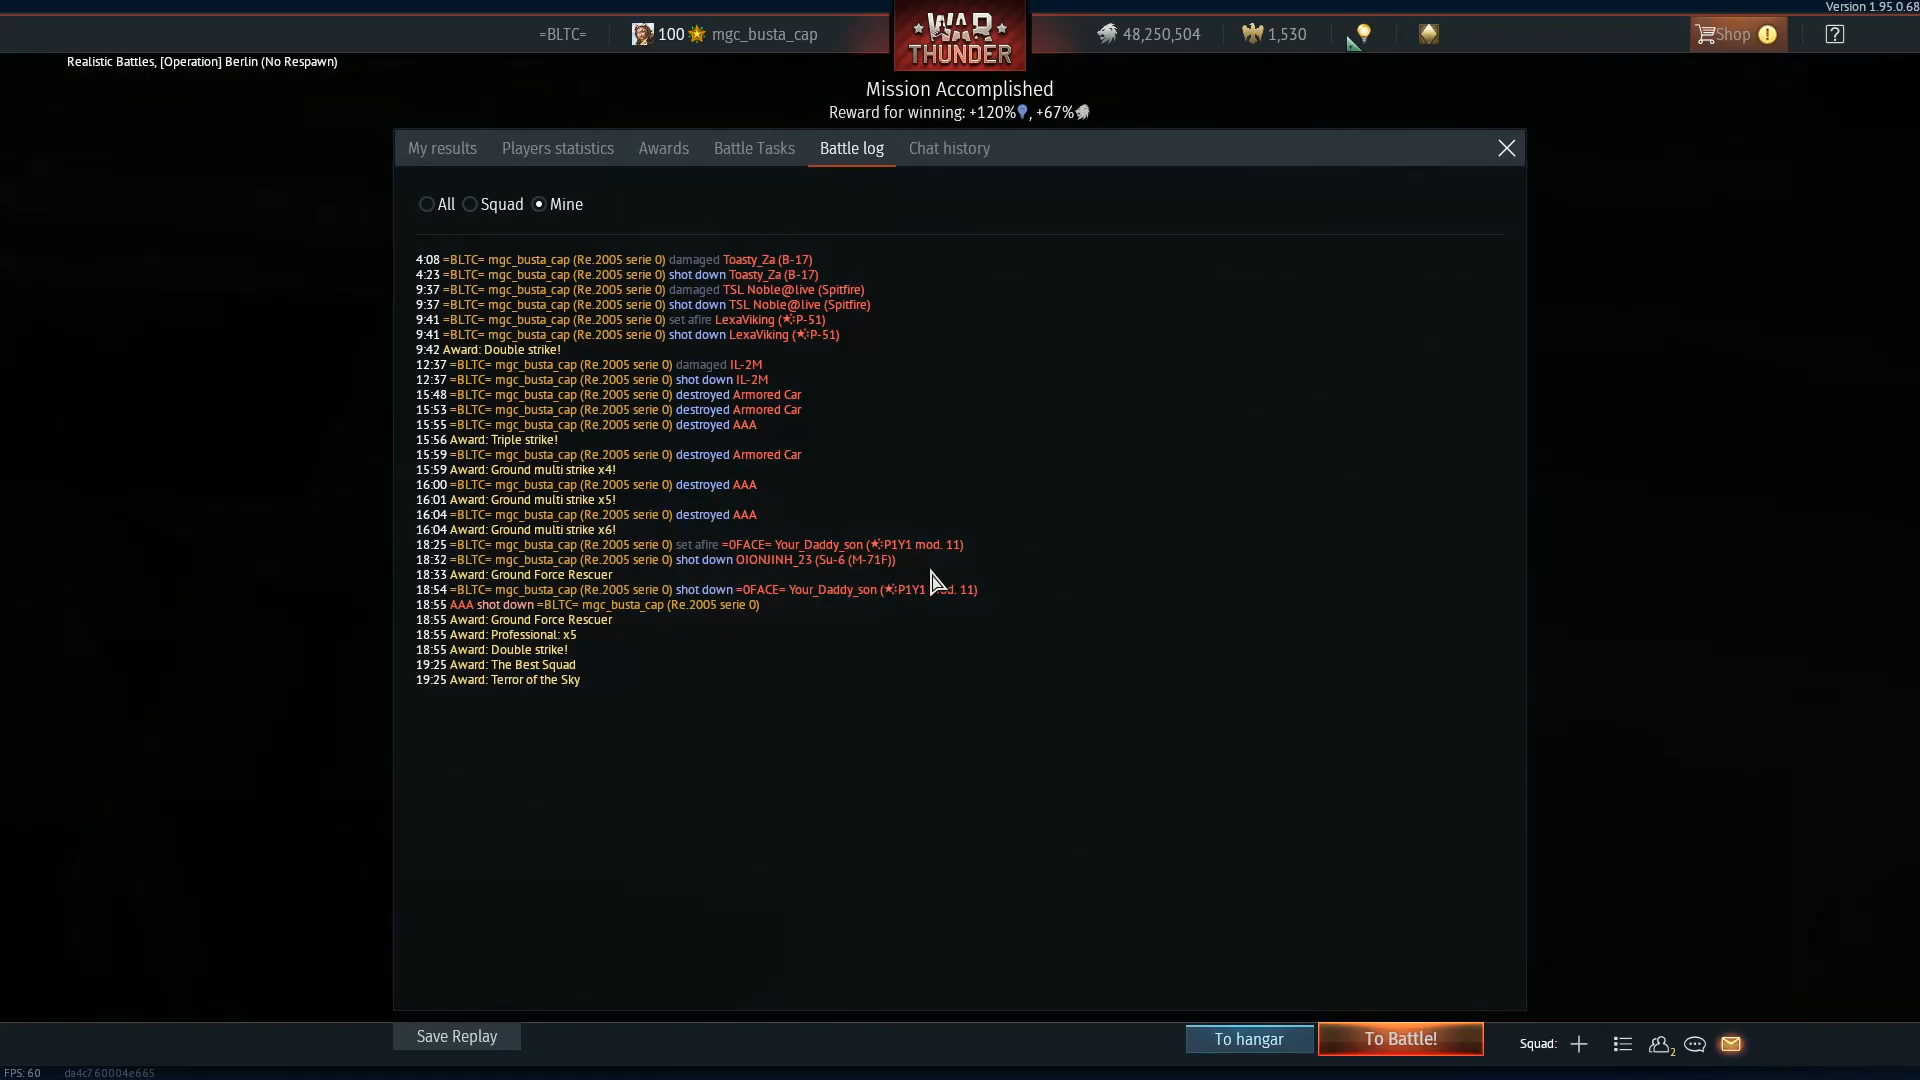 Version 1.95.0.68
=BLTC= 100 mgc_busta_cap WAR THUNDER 48,250,504 1,530 Shop
Realistic Battles, [Operation] Berlin (No Respawn)
Mission Accomplished
Reward for winning: +120%, +67%
My results Players statistics Awards Battle Tasks Battle log Chat history
All Squad Mine
4:08 =BLTC= mgc_busta_cap (Re.2005 serie 0) damaged Toasty_Za (B-17)
4:23 =BLTC= mgc_busta_cap (Re.2005 serie 0) shot down Toasty_Za (B-17)
9:37 =BLTC= mgc_busta_cap (Re.2005 serie 0) damaged TSL Noble@live (Spitfire)
9:37 =BLTC= mgc_busta_cap (Re.2005 serie 0) shot down TSL Noble@live (Spitfire)
9:41 =BLTC= mgc_busta_cap (Re.2005 serie 0) set afire LexaViking (P-51)
9:41 =BLTC= mgc_busta_cap (Re.2005 serie 0) shot down LexaViking (P-51)
9:42 Award: Double strike!
12:37 =BLTC= mgc_busta_cap (Re.2005 serie 0) damaged IL-2M
12:37 =BLTC= mgc_busta_cap (Re.2005 serie 0) shot down IL-2M
15:48 =BLTC= mgc_busta_cap (Re.2005 serie 0) destroyed Armored Car
15:53 =BLTC= mgc_busta_cap (Re.2005 serie 0) destroyed Armored Car
15:55 =BLTC= mgc_busta_cap (Re.2005 serie 0) destroyed AAA
15:56 Award: Triple strike!
15:59 =BLTC= mgc_busta_cap (Re.2005 serie 0) destroyed Armored Car
15:59 Award: Ground multi strike x4!
16:00 =BLTC= mgc_busta_cap (Re.2005 serie 0) destroyed AAA
16:01 Award: Ground multi strike x5!
16:04 =BLTC= mgc_busta_cap (Re.2005 serie 0) destroyed AAA
16:04 Award: Ground multi strike x6!
18:25 =BLTC= mgc_busta_cap (Re.2005 serie 0) set afire =0FACE= Your_Daddy_son (P1Y1 mod. 11)
18:32 =BLTC= mgc_busta_cap (Re.2005 serie 0) shot down OIONJINH_23 (Su-6 (M-71F))
18:33 Award: Ground Force Rescuer
18:54 =BLTC= mgc_busta_cap (Re.2005 serie 0) shot down =0FACE= Your_Daddy_son (P1Y1 mod. 11)
18:55 AAA shot down =BLTC= mgc_busta_cap (Re.2005 serie 0)
18:55 Award: Ground Force Rescuer
18:55 Award: Professional: x5
18:55 Award: Double strike!
19:25 Award: The Best Squad
19:25 Award: Terror of the Sky
Save Replay To hangar To Battle! Squad: 2
FPS: 60 da4c760004e665